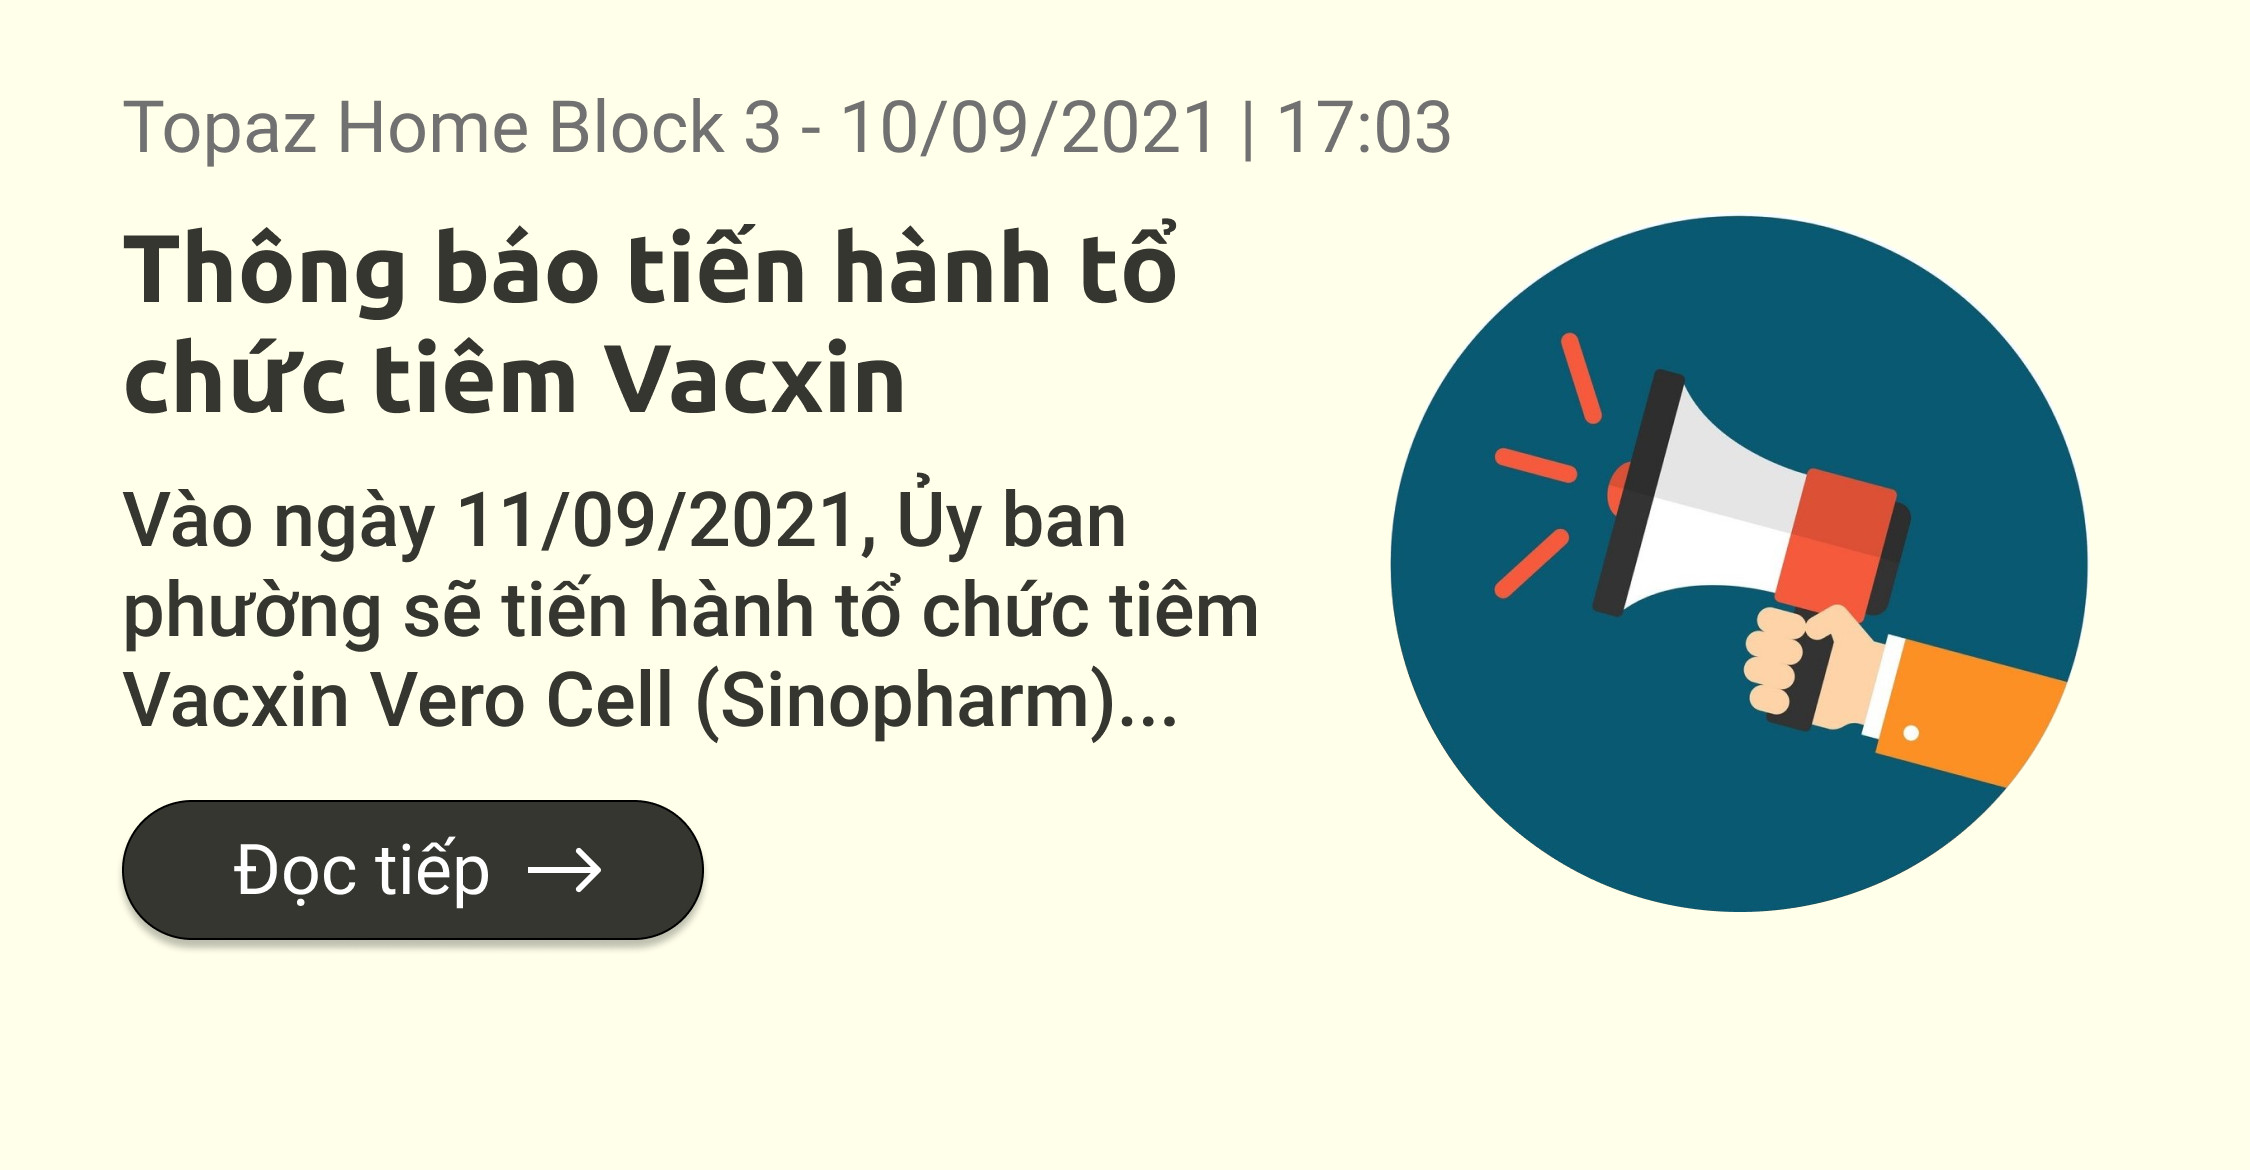 Topaz Home Block 3 - 10/09/2021 | 17:03
Thông báo tiến hành tổ
chức tiêm Vacxin
Vào ngày 11/09/2021, Ủy ban
phường sẽ tiến hành tổ chức tiêm
Vacxin Vero Cell (Sinopharm)...
Đọc tiếp →